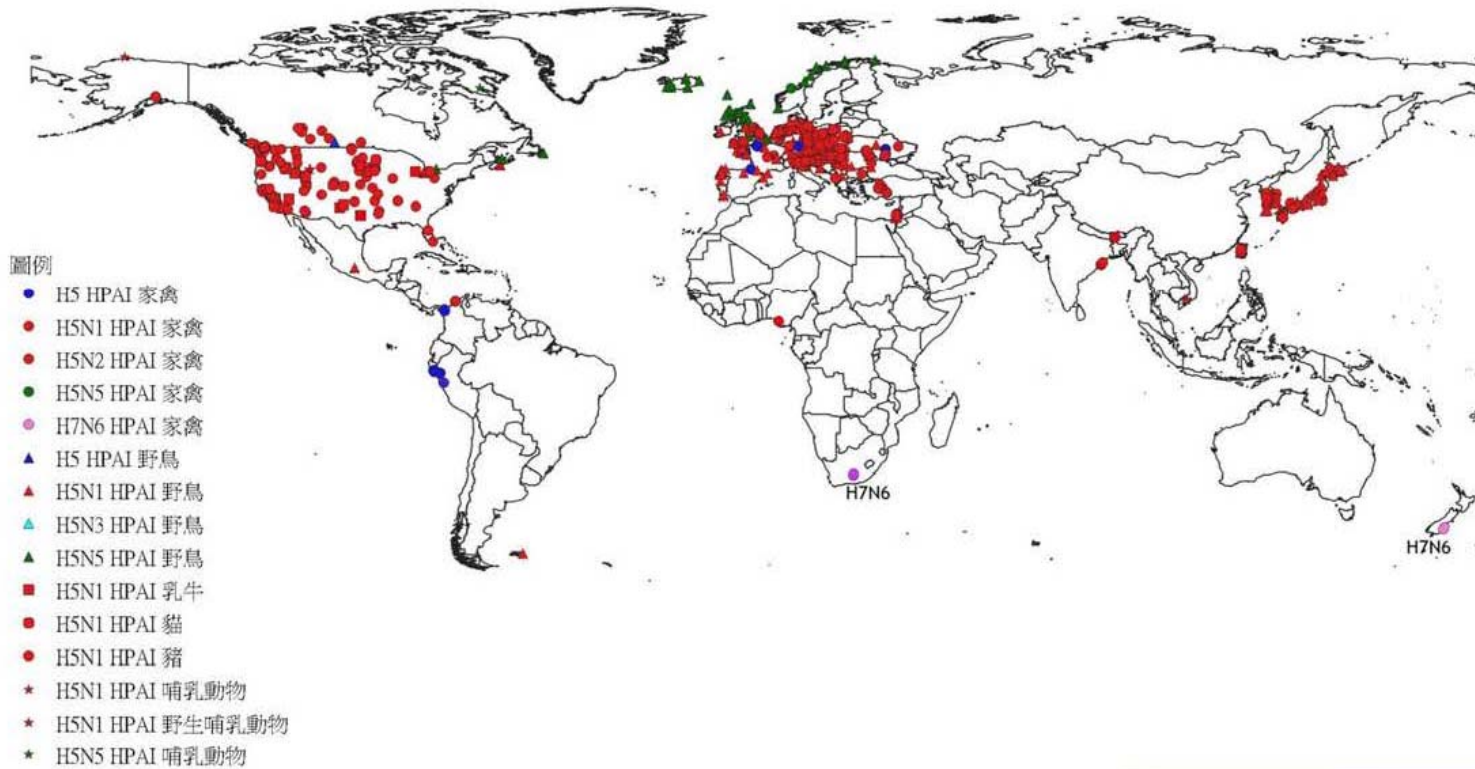 圖例
H5 HPAI 家禽
H5N1 HPAI 家禽
H5N2 HPAI 家禽
H5N5 HPAI 家禽
H7N6 HPAI 家禽
H5 HPAI 野鳥
H5N1 HPAI 野鳥
H5N3 HPAI 野鳥
H5N5 HPAI 野鳥
H5N1 HPAI 乳牛
H5N1 HPAI 貓
H5N1 HPAI 豬
H5N1 HPAI 哺乳動物
H5N1 HPAI 野生哺乳動物
H5N5 HPAI 哺乳動物
H7N6
H7N6